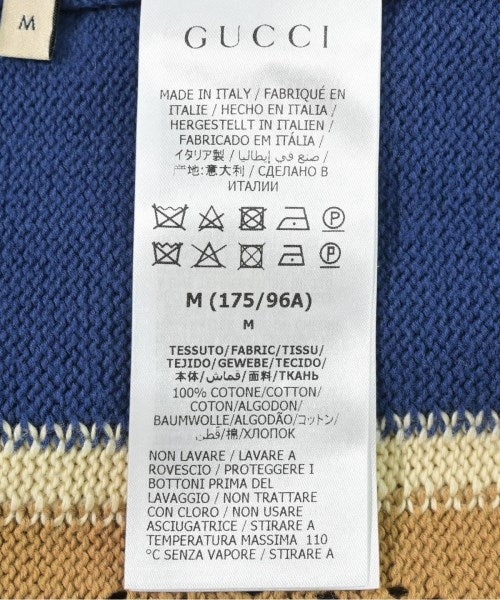 M
GUCCI
MADE IN ITALY / FABRIQUÉ EN
ITALIE / HECHO EN ITALIA /
HERGESTELLT IN ITALIEN /
FABRICADO EM ITÁLIA /
イタリア製 / صنع في إيطاليا /
产地:意大利 / СДЕЛАНО В
ИТАЛИИ
P
P
M (175/96A)
M
TESSUTO/FABRIC/TISSU/
TEJIDO/GEWEBE/TECIDO/
本体/قماش/面料/ТКАНЬ
100% COTONE/COTTON/
COTON/ALGODON/
BAUMWOLLE/ALGODÃO/コットン/
قطن/棉/ХЛОПОК
NON LAVARE / LAVARE A
ROVESCIO / PROTEGGERE I
BOTTONI PRIMA DEL
LAVAGGIO / NON TRATTARE
CON CLORO / NON USARE
ASCIUGATRICE / STIRARE A
TEMPERATURA MASSIMA 110
°C SENZA VAPORE / STIRARE A